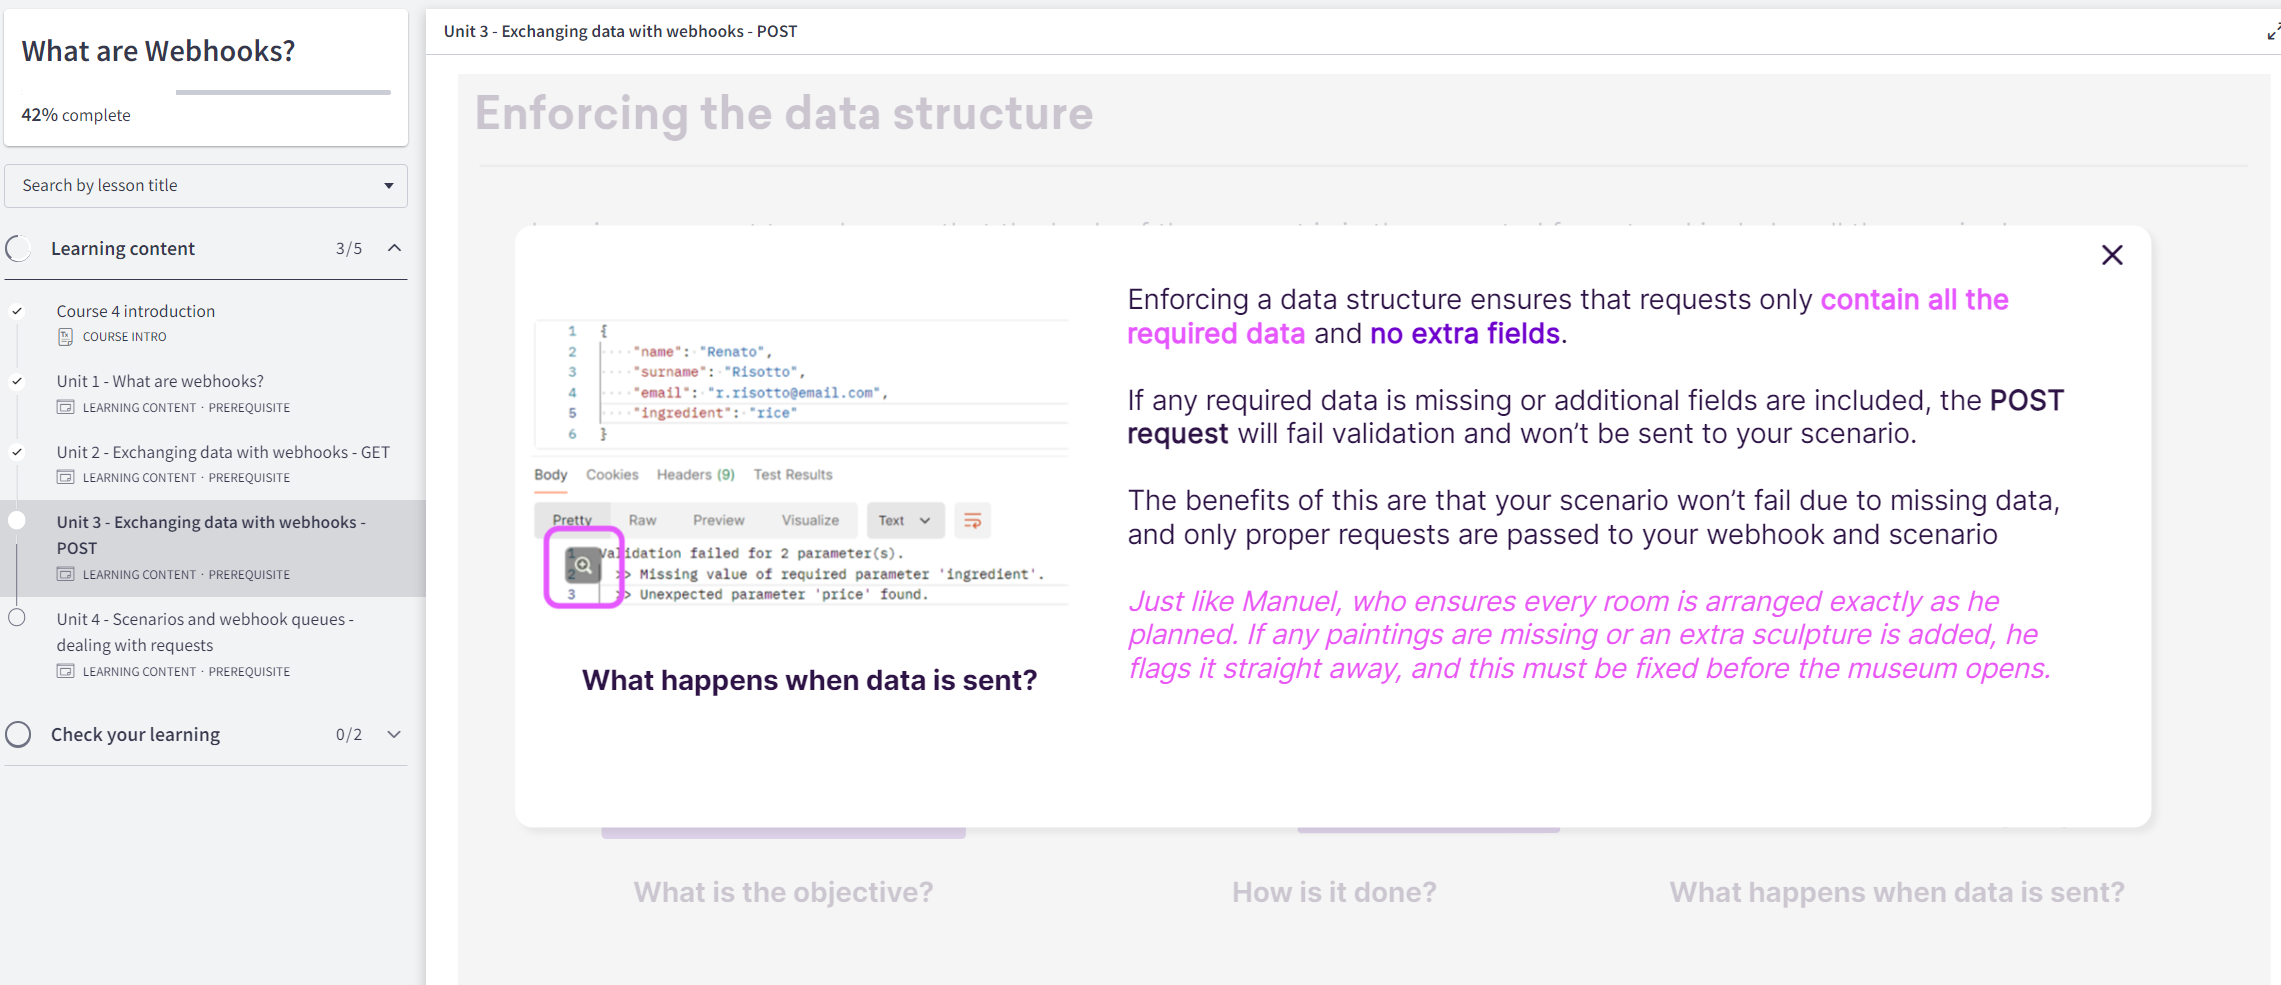 What are Webhooks?
42% complete
Search by lesson title
Learning content 3/5
Course 4 introduction
COURSE INTRO
Unit 1 - What are webhooks?
LEARNING CONTENT · PREREQUISITE
Unit 2 - Exchanging data with webhooks - GET
LEARNING CONTENT · PREREQUISITE
Unit 3 - Exchanging data with webhooks -
POST
LEARNING CONTENT · PREREQUISITE
Unit 4 - Scenarios and webhook queues -
dealing with requests
LEARNING CONTENT · PREREQUISITE
Check your learning 0/2
Unit 3 - Exchanging data with webhooks - POST
Enforcing the data structure
1 {
2 "name": "Renato",
3 "surname": "Risotto",
4 "email": "r.risotto@email.com",
5 "ingredient": "rice"
6 }
Body Cookies Headers (9) Test Results
Pretty Raw Preview Visualize Text
1 Validation failed for 2 parameter(s).
2 >> Missing value of required parameter 'ingredient'.
3 >> Unexpected parameter 'price' found.
What happens when data is sent?
Enforcing a data structure ensures that requests only contain all the
required data and no extra fields.
If any required data is missing or additional fields are included, the POST
request will fail validation and won't be sent to your scenario.
The benefits of this are that your scenario won't fail due to missing data,
and only proper requests are passed to your webhook and scenario
Just like Manuel, who ensures every room is arranged exactly as he
planned. If any paintings are missing or an extra sculpture is added, he
flags it straight away, and this must be fixed before the museum opens.
What is the objective?
How is it done?
What happens when data is sent?